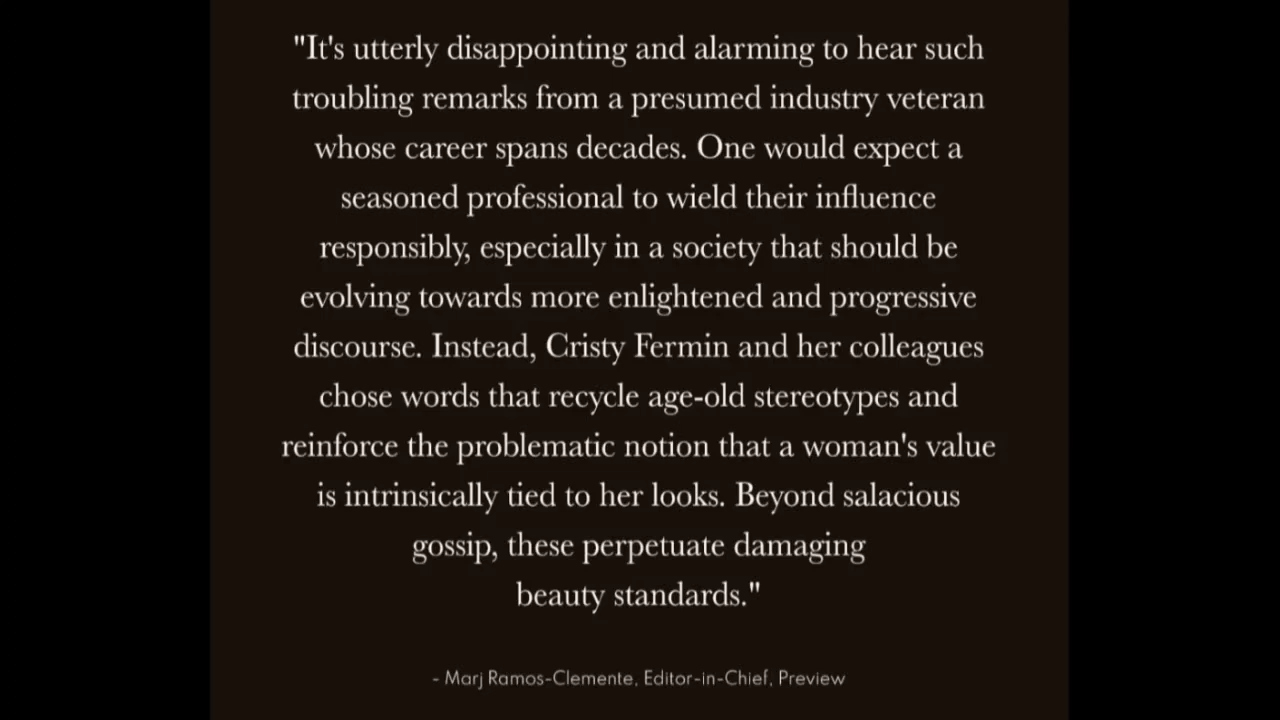 "It's utterly disappointing and alarming to hear such
troubling remarks from a presumed industry veteran
whose career spans decades. One would expect a
seasoned professional to wield their influence
responsibly, especially in a society that should be
evolving towards more enlightened and progressive
discourse. Instead, Cristy Fermin and her colleagues
chose words that recycle age-old stereotypes and
reinforce the problematic notion that a woman's value
is intrinsically tied to her looks. Beyond salacious
gossip, these perpetuate damaging
beauty standards."
- Marj Ramos-Clemente, Editor-in-Chief, Preview